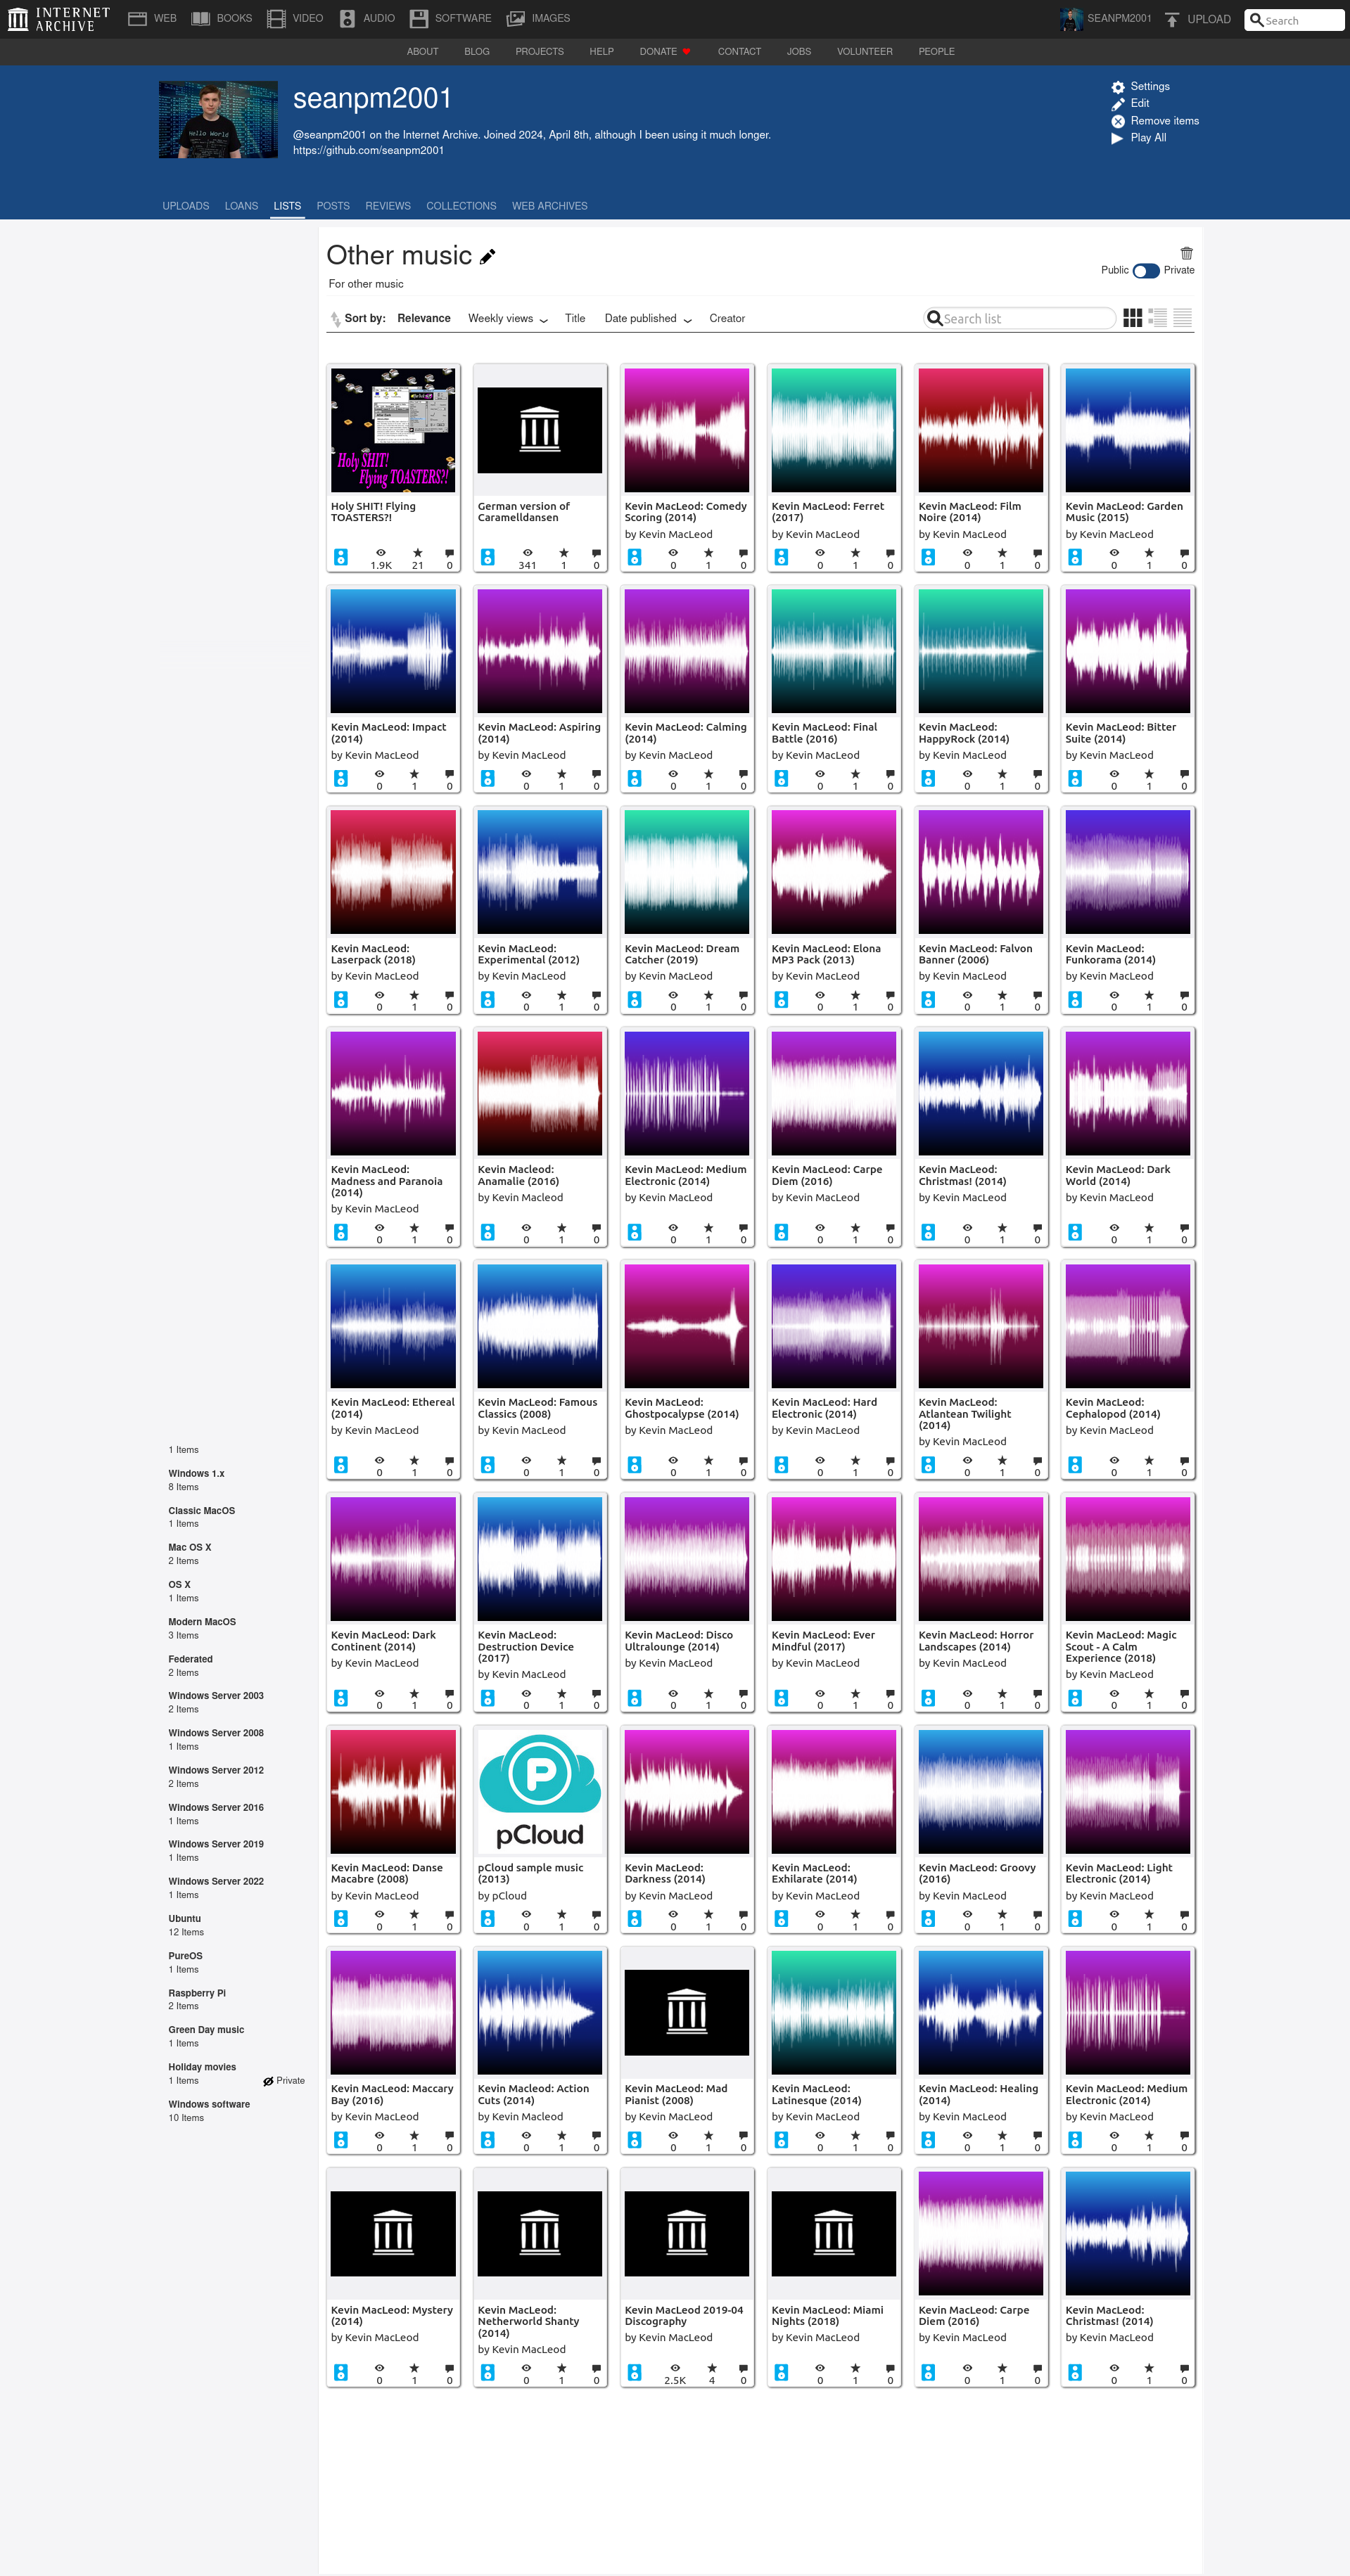 INTERNET ARCHIVE
WEB BOOKS VIDEO AUDIO SOFTWARE IMAGES SEANPM2001 UPLOAD Search
ABOUT BLOG PROJECTS HELP DONATE CONTACT JOBS VOLUNTEER PEOPLE
seanpm2001
@seanpm2001 on the Internet Archive. Joined 2024, April 8th, although I been using it much longer.
https://github.com/seanpm2001
Hello World
Settings
Edit
Remove items
Play All
UPLOADS LOANS LISTS POSTS REVIEWS COLLECTIONS WEB ARCHIVES
Other music
For other music
Public Private
Sort by: Relevance Weekly views Title Date published Creator Search list
Holy SHIT!
Flying TOASTERS?!
Holy SHIT! Flying TOASTERS?!
1.9K 21 0
German version of Caramelldansen
341 1 0
Kevin MacLeod: Comedy Scoring (2014)
by Kevin MacLeod
0 1 0
Kevin MacLeod: Ferret (2017)
by Kevin MacLeod
0 1 0
Kevin MacLeod: Film Noire (2014)
by Kevin MacLeod
0 1 0
Kevin MacLeod: Garden Music (2015)
by Kevin MacLeod
0 1 0
Kevin MacLeod: Impact (2014)
by Kevin MacLeod
0 1 0
Kevin MacLeod: Aspiring (2014)
by Kevin MacLeod
0 1 0
Kevin MacLeod: Calming (2014)
by Kevin MacLeod
0 1 0
Kevin MacLeod: Final Battle (2016)
by Kevin MacLeod
0 1 0
Kevin MacLeod: HappyRock (2014)
by Kevin MacLeod
0 1 0
Kevin MacLeod: Bitter Suite (2014)
by Kevin MacLeod
0 1 0
Kevin MacLeod: Laserpack (2018)
by Kevin MacLeod
0 1 0
Kevin MacLeod: Experimental (2012)
by Kevin MacLeod
0 1 0
Kevin MacLeod: Dream Catcher (2019)
by Kevin MacLeod
0 1 0
Kevin MacLeod: Elona MP3 Pack (2013)
by Kevin MacLeod
0 1 0
Kevin MacLeod: Falvon Banner (2006)
by Kevin MacLeod
0 1 0
Kevin MacLeod: Funkorama (2014)
by Kevin MacLeod
0 1 0
Kevin MacLeod: Madness and Paranoia (2014)
by Kevin MacLeod
0 1 0
Kevin Macleod: Anamalie (2016)
by Kevin Macleod
0 1 0
Kevin MacLeod: Medium Electronic (2014)
by Kevin MacLeod
0 1 0
Kevin MacLeod: Carpe Diem (2016)
by Kevin MacLeod
0 1 0
Kevin MacLeod: Christmas! (2014)
by Kevin MacLeod
0 1 0
Kevin MacLeod: Dark World (2014)
by Kevin MacLeod
0 1 0
Kevin MacLeod: Ethereal (2014)
by Kevin MacLeod
0 1 0
Kevin MacLeod: Famous Classics (2008)
by Kevin MacLeod
0 1 0
Kevin MacLeod: Ghostpocalypse (2014)
by Kevin MacLeod
0 1 0
Kevin MacLeod: Hard Electronic (2014)
by Kevin MacLeod
0 1 0
Kevin MacLeod: Atlantean Twilight (2014)
by Kevin MacLeod
0 1 0
Kevin MacLeod: Cephalopod (2014)
by Kevin MacLeod
0 1 0
Kevin MacLeod: Dark Continent (2014)
by Kevin MacLeod
0 1 0
Kevin MacLeod: Destruction Device (2017)
by Kevin MacLeod
0 1 0
Kevin MacLeod: Disco Ultralounge (2014)
by Kevin MacLeod
0 1 0
Kevin MacLeod: Ever Mindful (2017)
by Kevin MacLeod
0 1 0
Kevin MacLeod: Horror Landscapes (2014)
by Kevin MacLeod
0 1 0
Kevin MacLeod: Magic Scout - A Calm Experience (2018)
by Kevin MacLeod
0 1 0
Kevin MacLeod: Danse Macabre (2008)
by Kevin MacLeod
0 1 0
P
pCloud
pCloud sample music (2013)
by pCloud
0 1 0
Kevin MacLeod: Darkness (2014)
by Kevin MacLeod
0 1 0
Kevin MacLeod: Exhilarate (2014)
by Kevin MacLeod
0 1 0
Kevin MacLeod: Groovy (2016)
by Kevin MacLeod
0 1 0
Kevin MacLeod: Light Electronic (2014)
by Kevin MacLeod
0 1 0
Kevin MacLeod: Maccary Bay (2016)
by Kevin MacLeod
0 1 0
Kevin Macleod: Action Cuts (2014)
by Kevin Macleod
0 1 0
Kevin MacLeod: Mad Pianist (2008)
by Kevin MacLeod
0 1 0
Kevin MacLeod: Latinesque (2014)
by Kevin MacLeod
0 1 0
Kevin MacLeod: Healing (2014)
by Kevin MacLeod
0 1 0
Kevin MacLeod: Medium Electronic (2014)
by Kevin MacLeod
0 1 0
Kevin MacLeod: Mystery (2014)
by Kevin MacLeod
0 1 0
Kevin MacLeod: Netherworld Shanty (2014)
by Kevin MacLeod
0 1 0
Kevin MacLeod 2019-04 Discography
by Kevin MacLeod
2.5K 4 0
Kevin MacLeod: Miami Nights (2018)
by Kevin MacLeod
0 1 0
Kevin MacLeod: Carpe Diem (2016)
by Kevin MacLeod
0 1 0
Kevin MacLeod: Christmas! (2014)
by Kevin MacLeod
0 1 0
1 Items
Windows 1.x
8 Items
Classic MacOS
1 Items
Mac OS X
2 Items
OS X
1 Items
Modern MacOS
3 Items
Federated
2 Items
Windows Server 2003
2 Items
Windows Server 2008
1 Items
Windows Server 2012
2 Items
Windows Server 2016
1 Items
Windows Server 2019
1 Items
Windows Server 2022
1 Items
Ubuntu
12 Items
PureOS
1 Items
Raspberry Pi
2 Items
Green Day music
1 Items
Holiday movies
1 Items Private
Windows software
10 Items